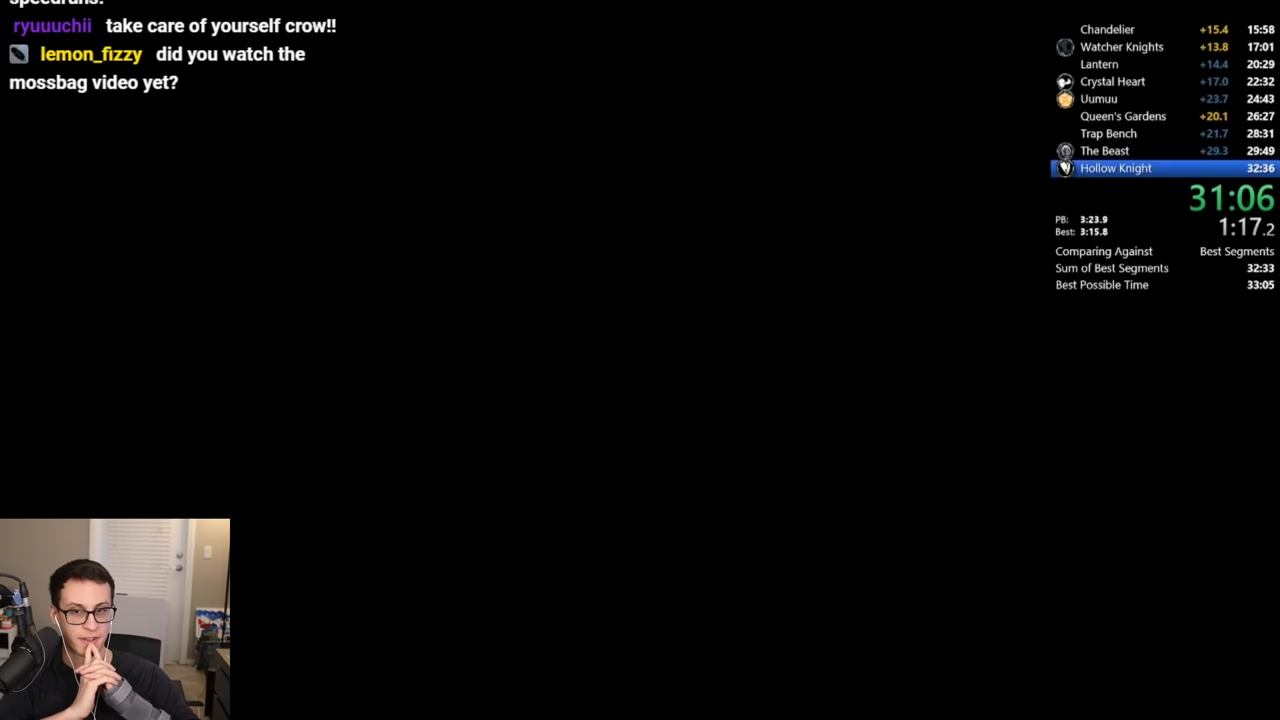 speedruns!
ryuuuchii take care of yourself crow!!
lemon_fizzy did you watch the
mossbag video yet?
Chandelier +15.4 15:58
Watcher Knights +13.8 17:01
Lantern +14.4 20:29
Crystal Heart +17.0 22:32
Uumuu +23.7 24:43
Queen's Gardens +20.1 26:27
Trap Bench +21.7 28:31
The Beast +29.3 29:49
Hollow Knight 32:36
31:06
PB: 3:23.9
Best: 3:15.8
1:17.2
Comparing Against Best Segments
Sum of Best Segments 32:33
Best Possible Time 33:05